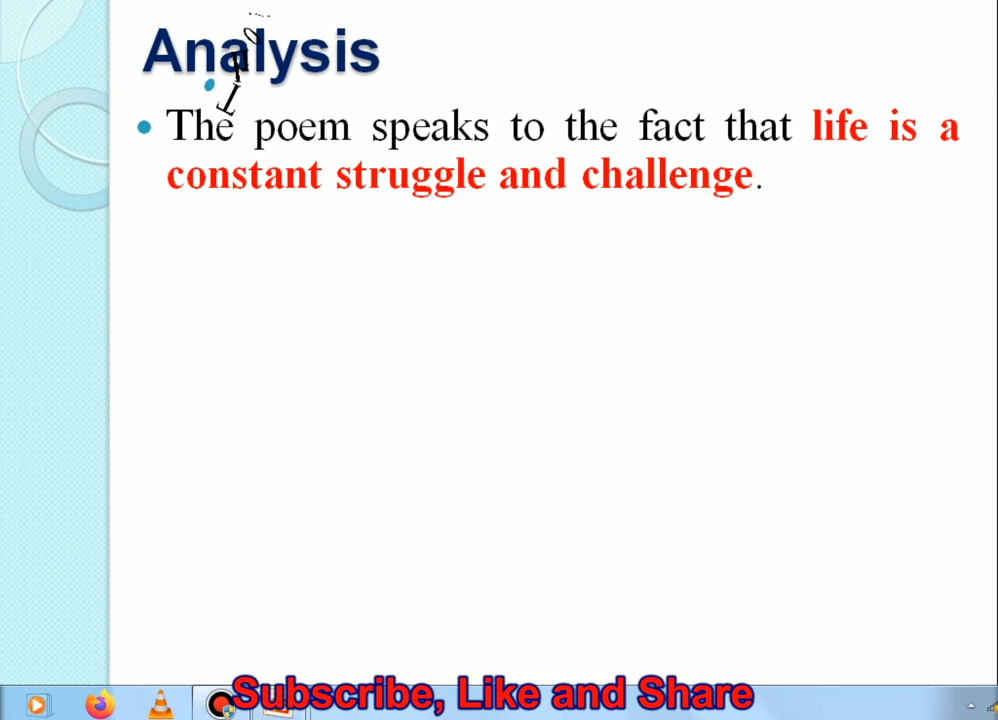 Analysis
• The poem speaks to the fact that life is a
constant struggle and challenge.
Subscribe, Like and Share